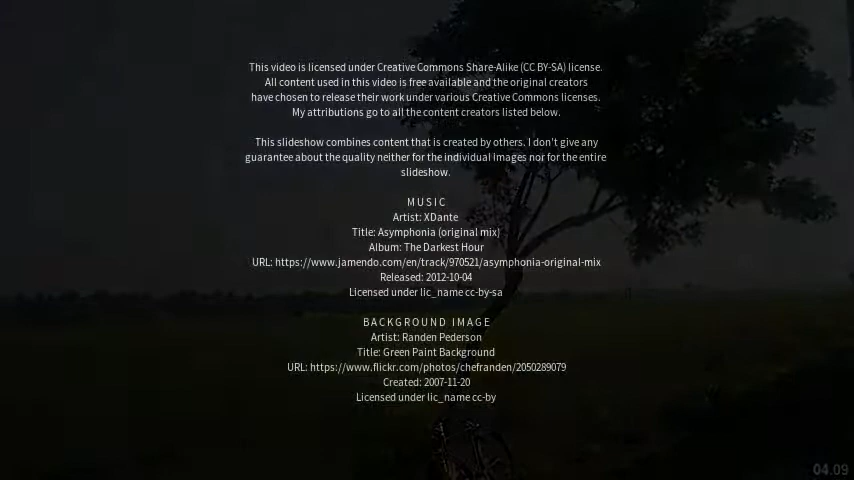 This video is licensed under Creative Commons Share-Alike (CC BY-SA) license.
All content used in this video is free available and the original creators
have chosen to release their work under various Creative Commons licenses.
My attributions go to all the content creators listed below.
This slideshow combines content that is created by others. I don't give any
guarantee about the quality neither for the individual Images nor for the entire
slideshow.
MUSIC
Artist: XDante
Title: Asymphonia (original mix)
Album: The Darkest Hour
URL: https://www.jamendo.com/en/track/970521/asymphonia-original-mix
Released: 2012-10-04
Licensed under lic_name cc-by-sa
BACKGROUND IMAGE
Artist: Randen Pederson
Title: Green Paint Background
URL: https://www.flickr.com/photos/chefranden/2050289079
Created: 2007-11-20
Licensed under lic_name cc-by
04.09